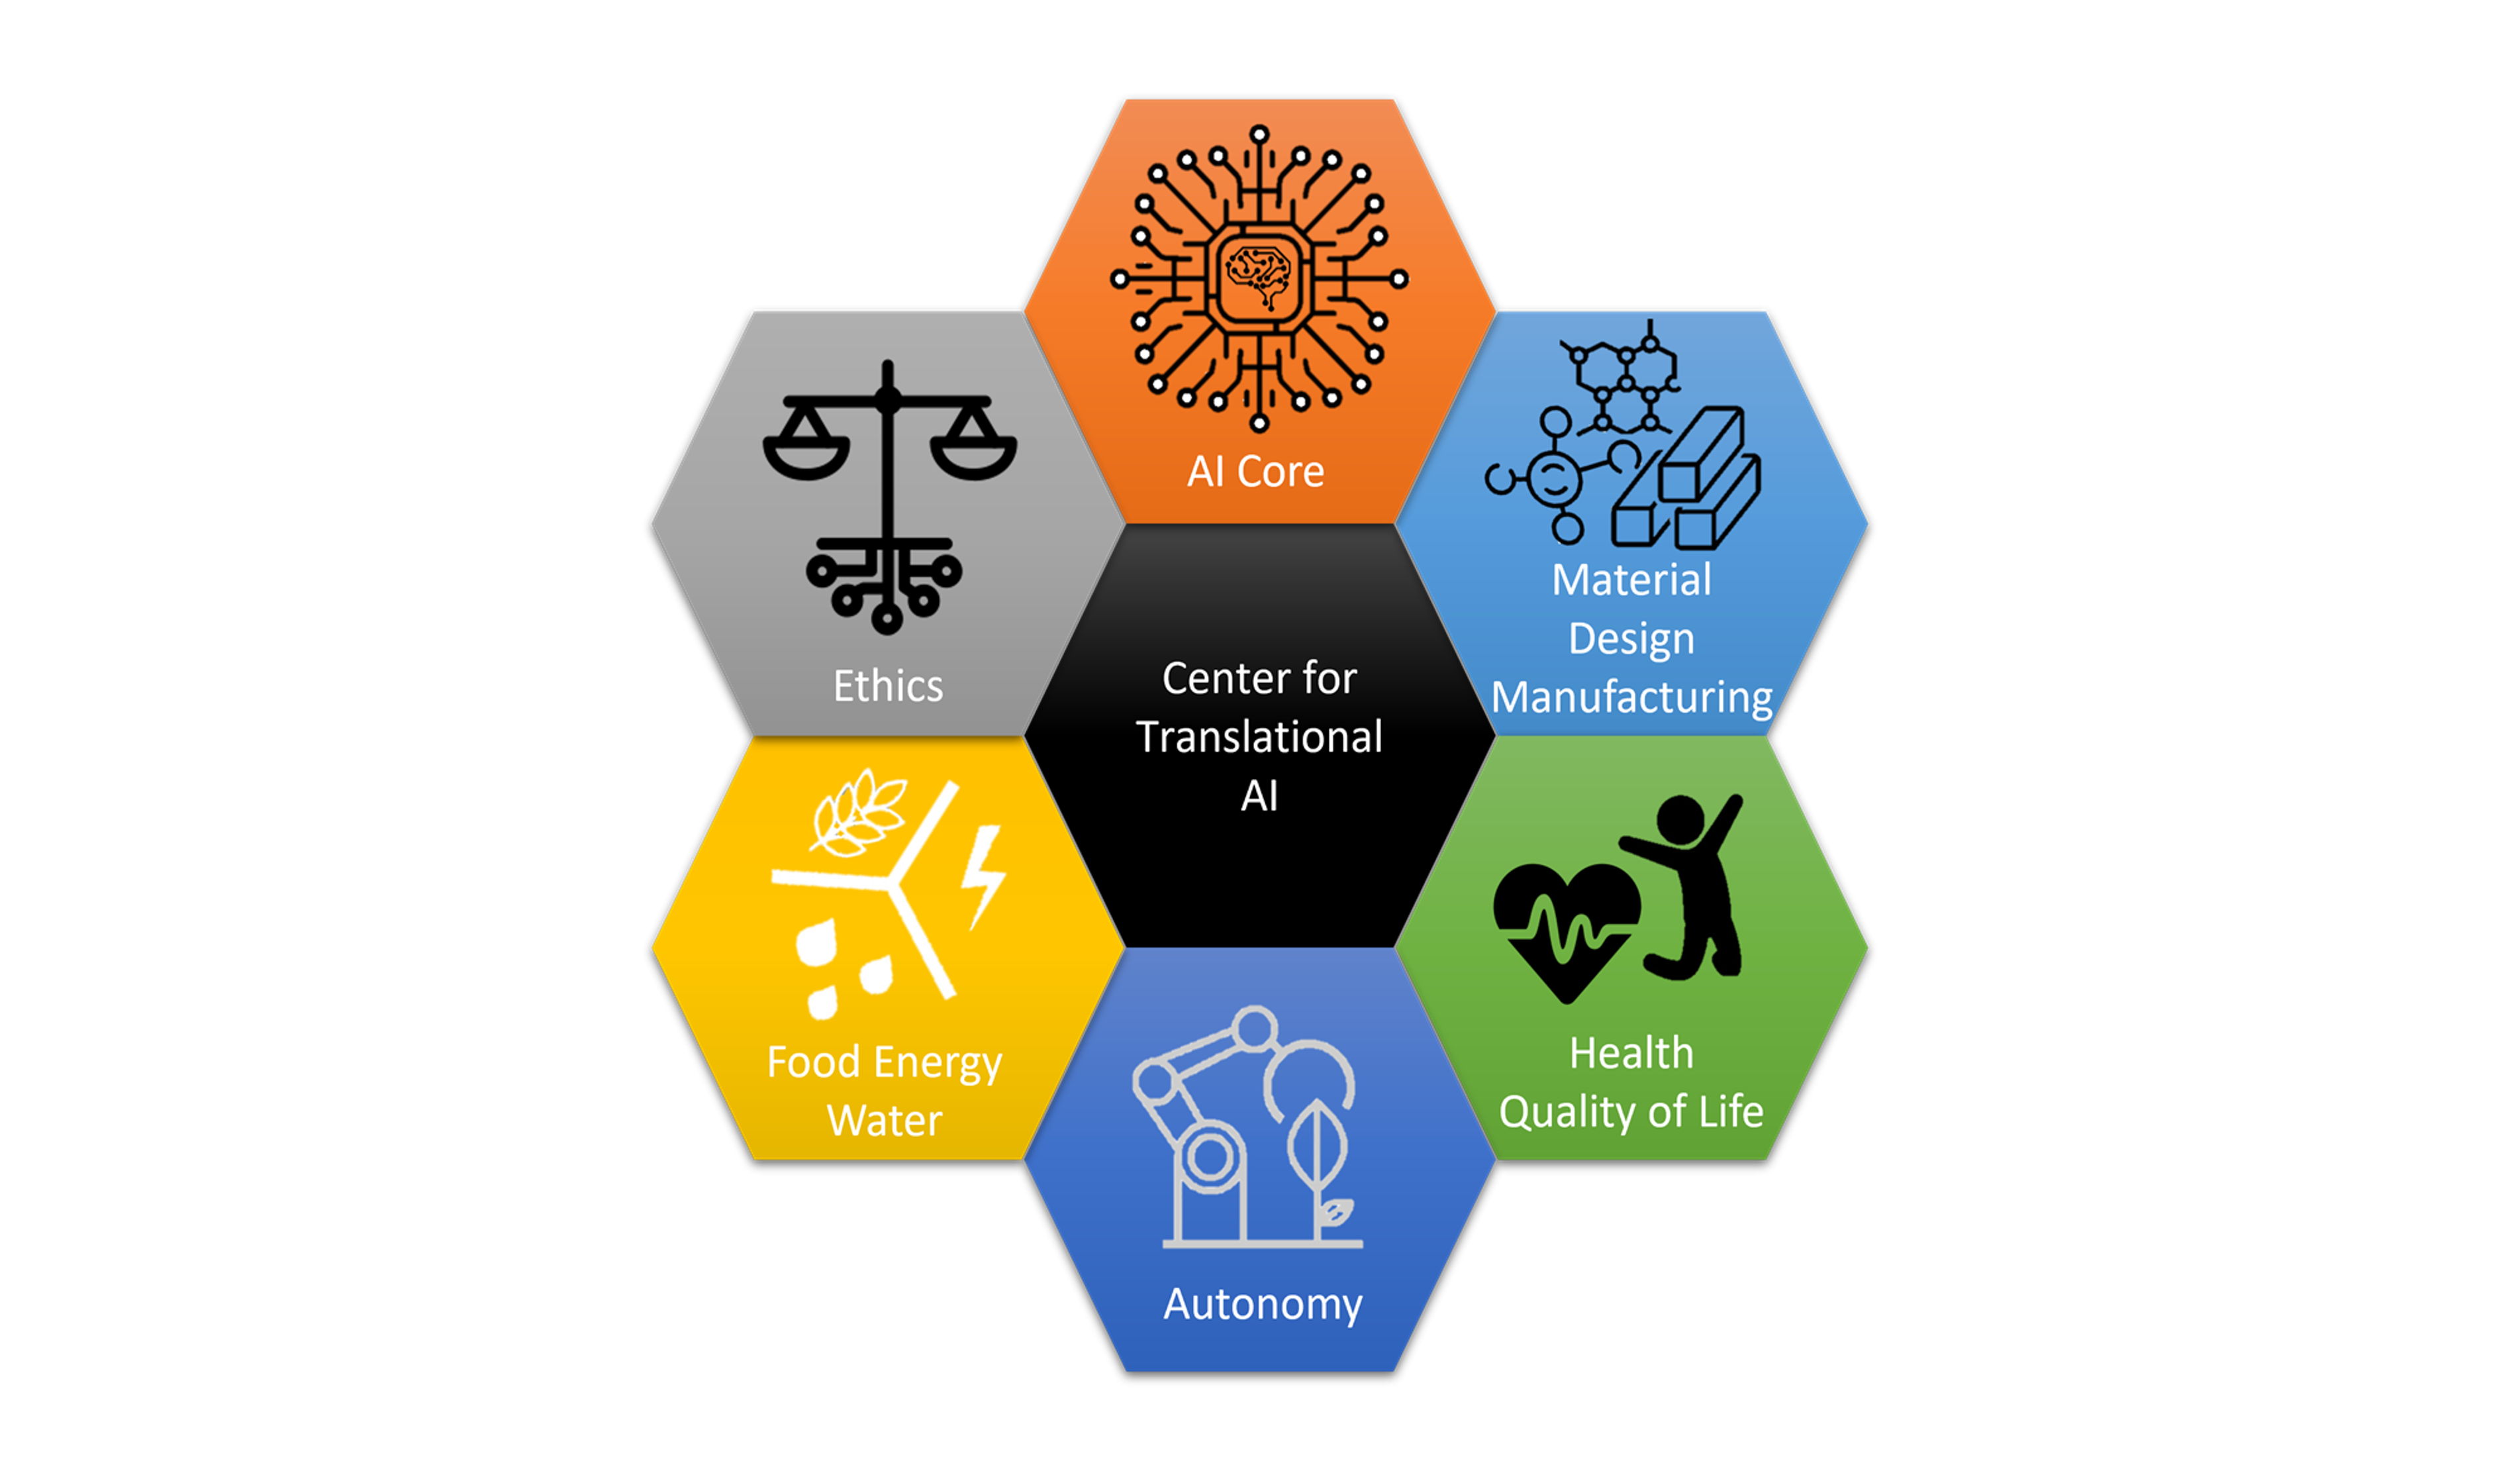 AI Core
Ethics
Material
Design
Manufacturing
Center for
Translational
AI
Food Energy
Water
Health
Quality of Life
Autonomy